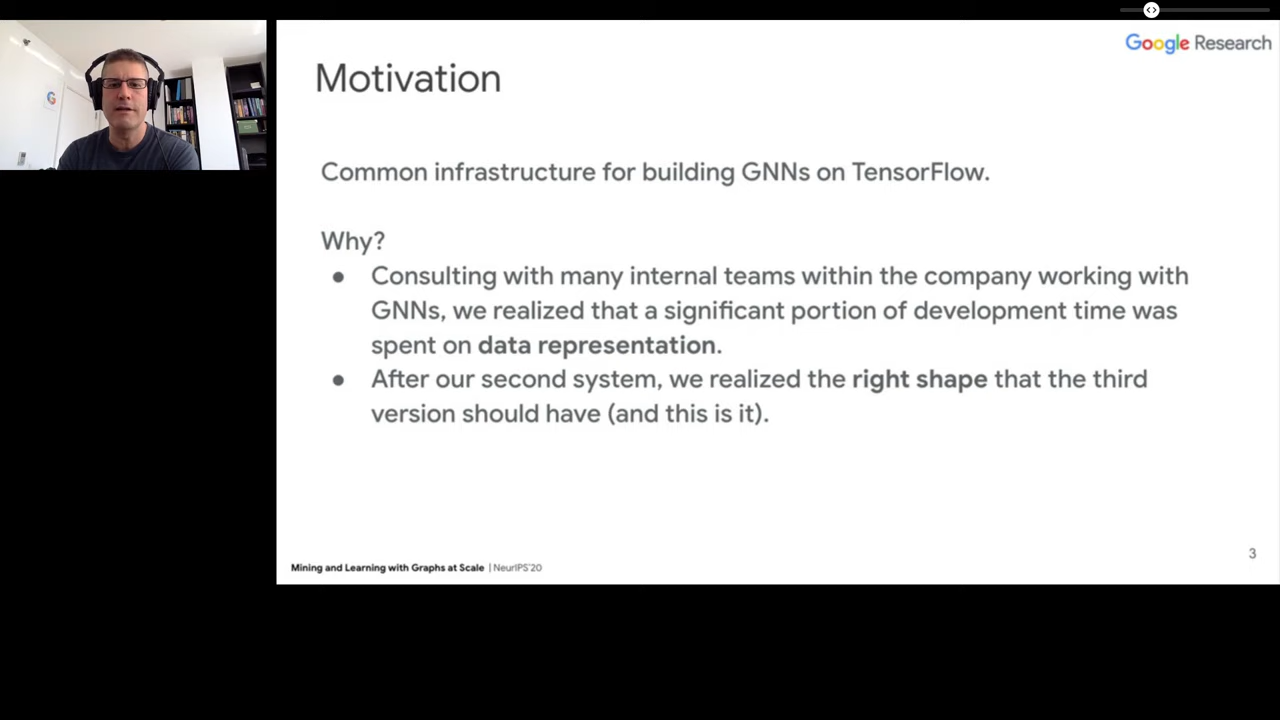 Google Research
Motivation
Common infrastructure for building GNNs on TensorFlow.
Why?
● Consulting with many internal teams within the company working with
GNNs, we realized that a significant portion of development time was
spent on data representation.
● After our second system, we realized the right shape that the third
version should have (and this is it).
3
Mining and Learning with Graphs at Scale | NeurIPS'20